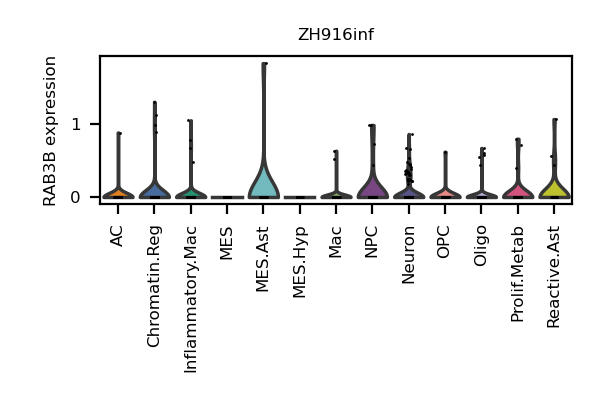 ZH916inf
RAB3B expression
1
0
AC
Chromatin.Reg
Inflammatory.Mac
MES
MES.Ast
MES.Hyp
Mac
NPC
Neuron
OPC
Oligo
Prolif.Metab
Reactive.Ast